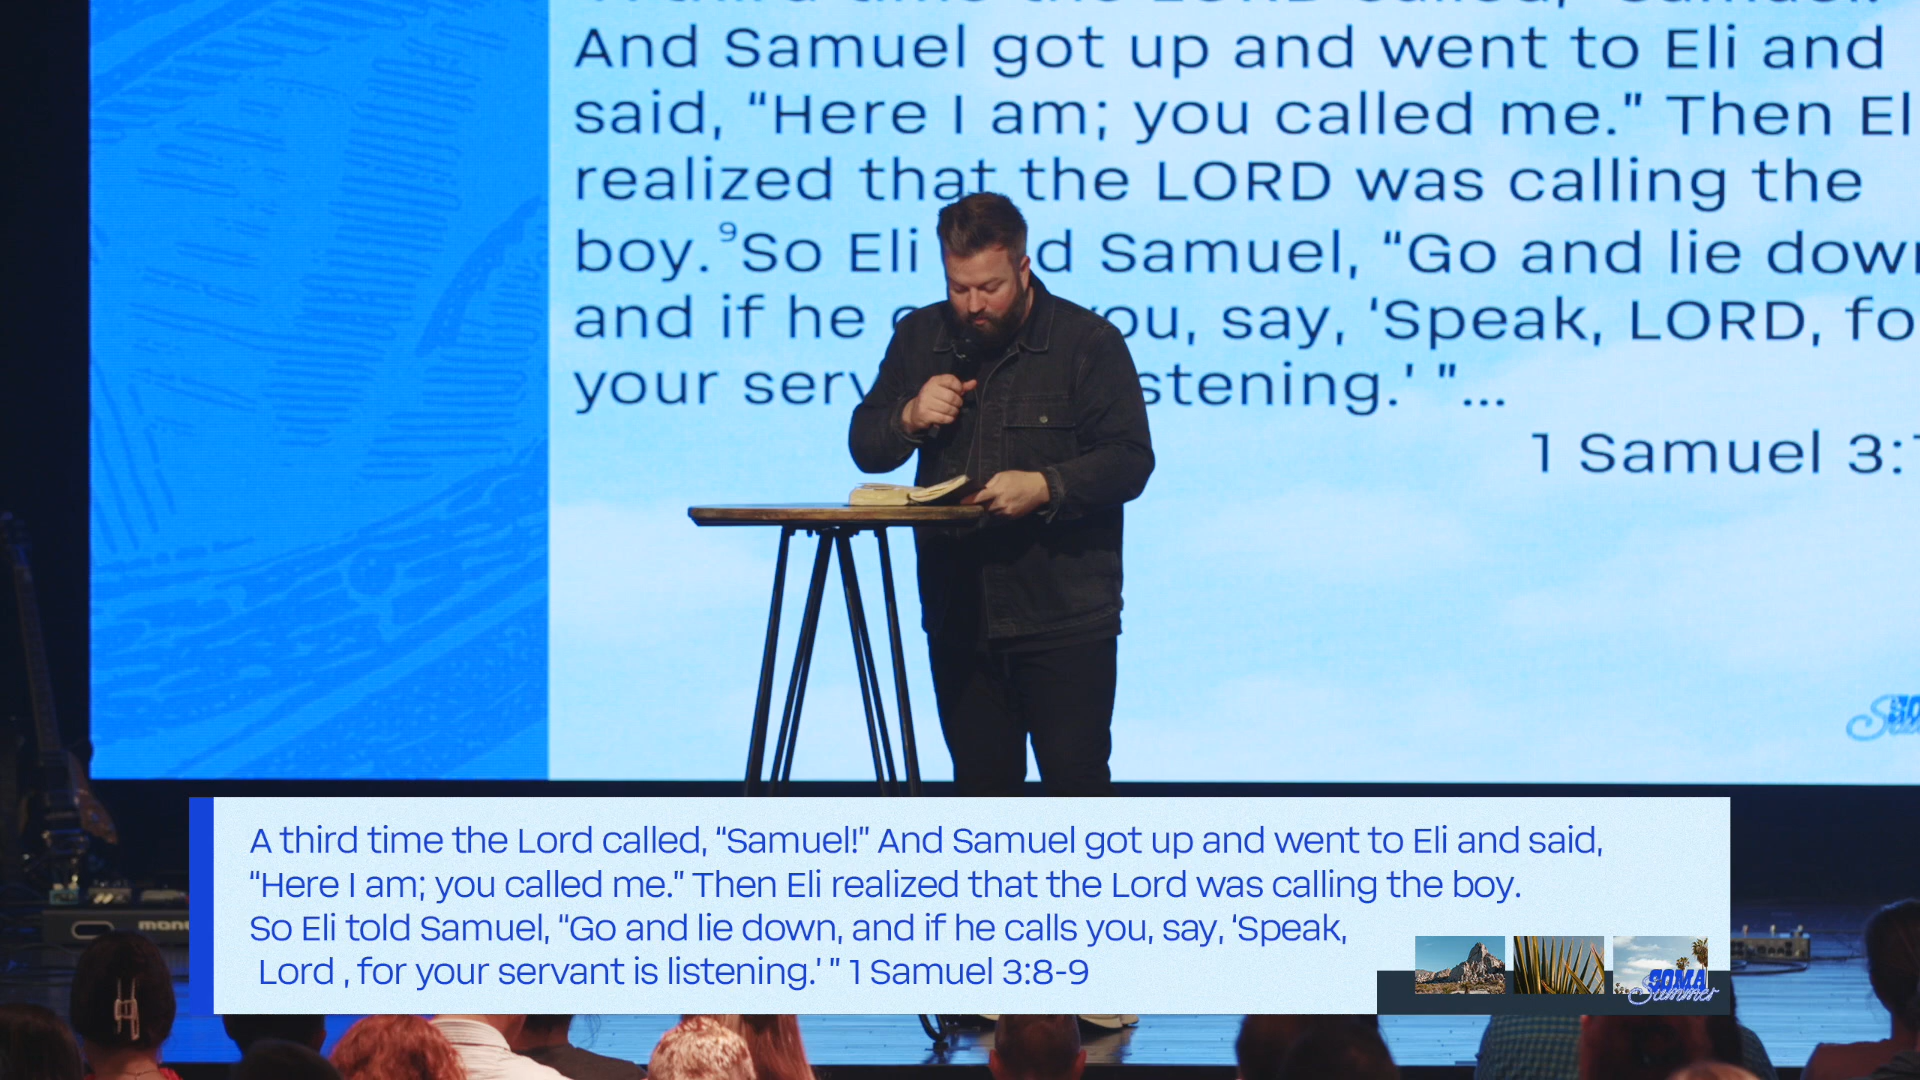 And Samuel got up and went to Eli and
said, “Here I am; you called me.” Then El
realized that the LORD was calling the
boy. ⁹So Eli d Samuel, “Go and lie down
and if he you, say, ‘Speak, LORD, fo
your serv stening.’ ”...
1 Samuel 3:
A third time the Lord called, “Samuel!” And Samuel got up and went to Eli and said,
“Here I am; you called me.” Then Eli realized that the Lord was calling the boy.
So Eli told Samuel, “Go and lie down, and if he calls you, say, ‘Speak,
Lord , for your servant is listening.’ ” 1 Samuel 3:8-9
SOMA
Summer